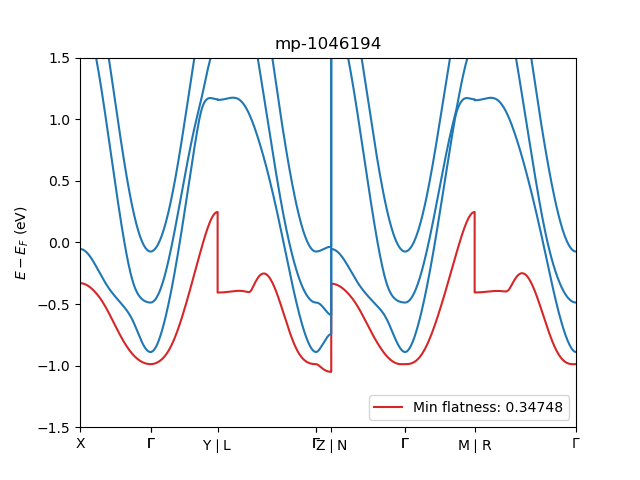 mp-1046194
E − E_F (eV)
1.5
1.0
0.5
0.0
−0.5
−1.0
−1.5
Min flatness: 0.34748
X Γ Y | L Γ Z | N Γ M | R Γ